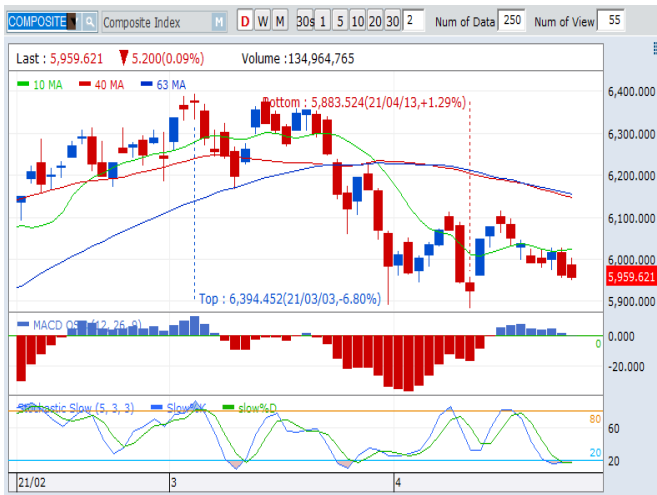 COMPOSITE Composite Index M D W M 30s 1 5 10 20 30 2 Num of Data 250 Num of View 55
Last : 5,959.621 ▼ 5.200(0.09%) Volume :134,964,765
10 MA 40 MA 63 MA
Bottom : 5,883.524(21/04/13,+1.29%)
6,400.000
6,300.000
6,200.000
6,100.000
6,000.000
5,959.621
5,900.000
Top : 6,394.452(21/03/03,-6.80%)
MACD OSC (12, 26, 9)
0 0.000
-20.000
Stochastic Slow (5, 3, 3) Slow%K slow%D
80
60
20
20
21/02 3 4